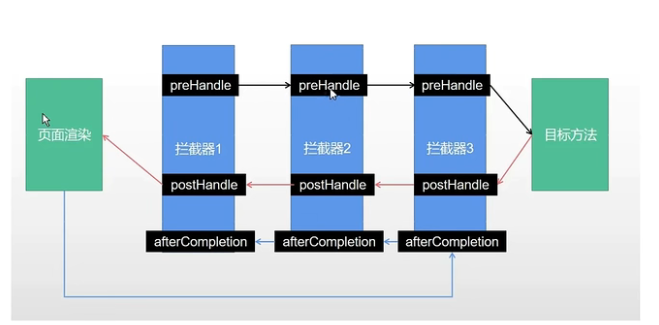 preHandle
preHandle
preHandle
页面渲染
拦截器1
拦截器2
拦截器3
目标方法
postHandle
postHandle
postHandle
afterCompletion
afterCompletion
afterCompletion